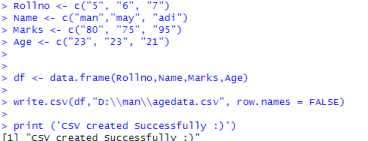 > Rollno <- c("5", "6", "7")
> Name <- c("man","may", "adi")
> Marks <- c("80", "75", "95")
> Age <- c("23", "23", "21")
>
>
> df <- data.frame(Rollno,Name,Marks,Age)
>
> write.csv(df,"D:\\man\\agedata.csv", row.names = FALSE)
>
> print ('CSV created Successfully :)')
[1] "CSV created Successfully :)"